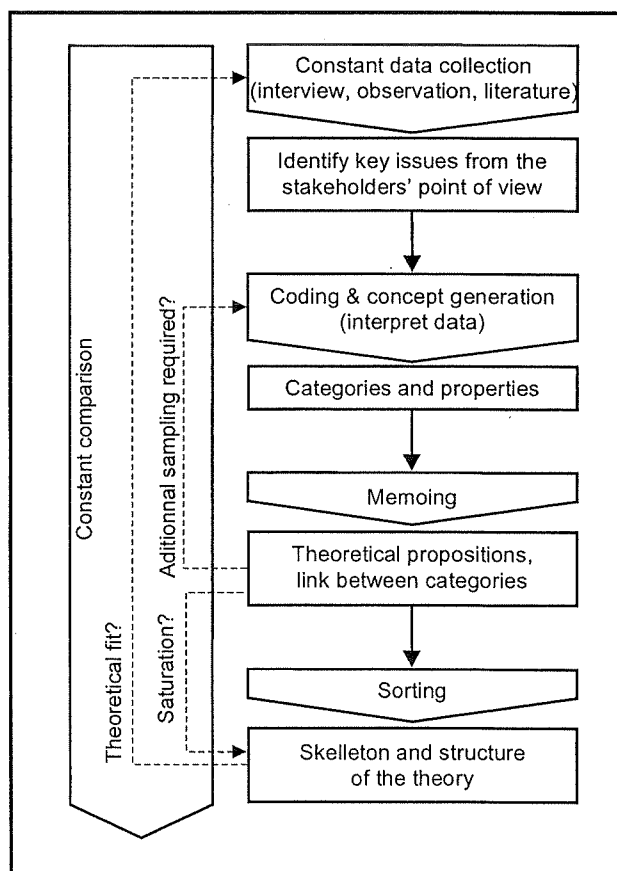 Constant data collection
(interview, observation, literature)
Identify key issues from the
stakeholders' point of view
Coding & concept generation
(interpret data)
Categories and properties
Memoing
Theoretical propositions,
link between categories
Sorting
Skelleton and structure
of the theory
Constant comparison
Theoretical fit?
Aditionnal sampling required?
Saturation?